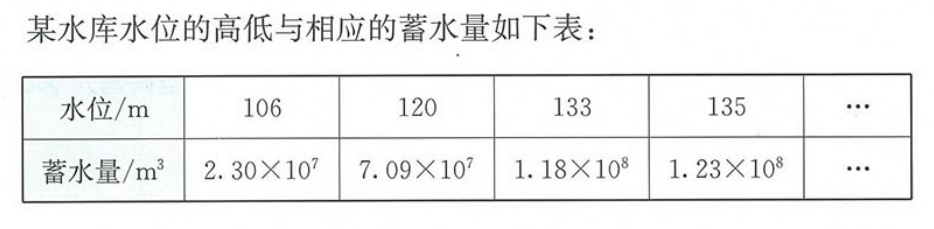 某水库水位的高低与相应的蓄水量如下表：
水位/m 106 120 133 135 …
蓄水量/m³ 2.30×10⁷ 7.09×10⁷ 1.18×10⁸ 1.23×10⁸ …